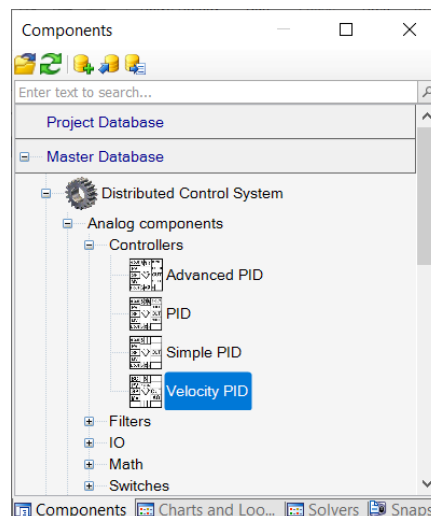 Components
Enter text to search...
Project Database
Master Database
Distributed Control System
Analog components
Controllers
Advanced PID
PID
Simple PID
Velocity PID
Filters
IO
Math
Switches
Components Charts and Loo... Solvers Snaps